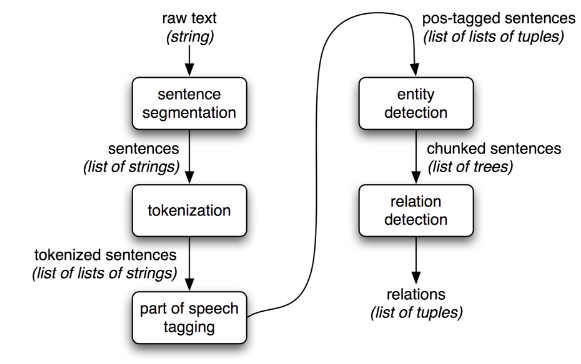 raw text
(string)
sentence
segmentation
sentences
(list of strings)
tokenization
tokenized sentences
(list of lists of strings)
part of speech
tagging
pos-tagged sentences
(list of lists of tuples)
entity
detection
chunked sentences
(list of trees)
relation
detection
relations
(list of tuples)